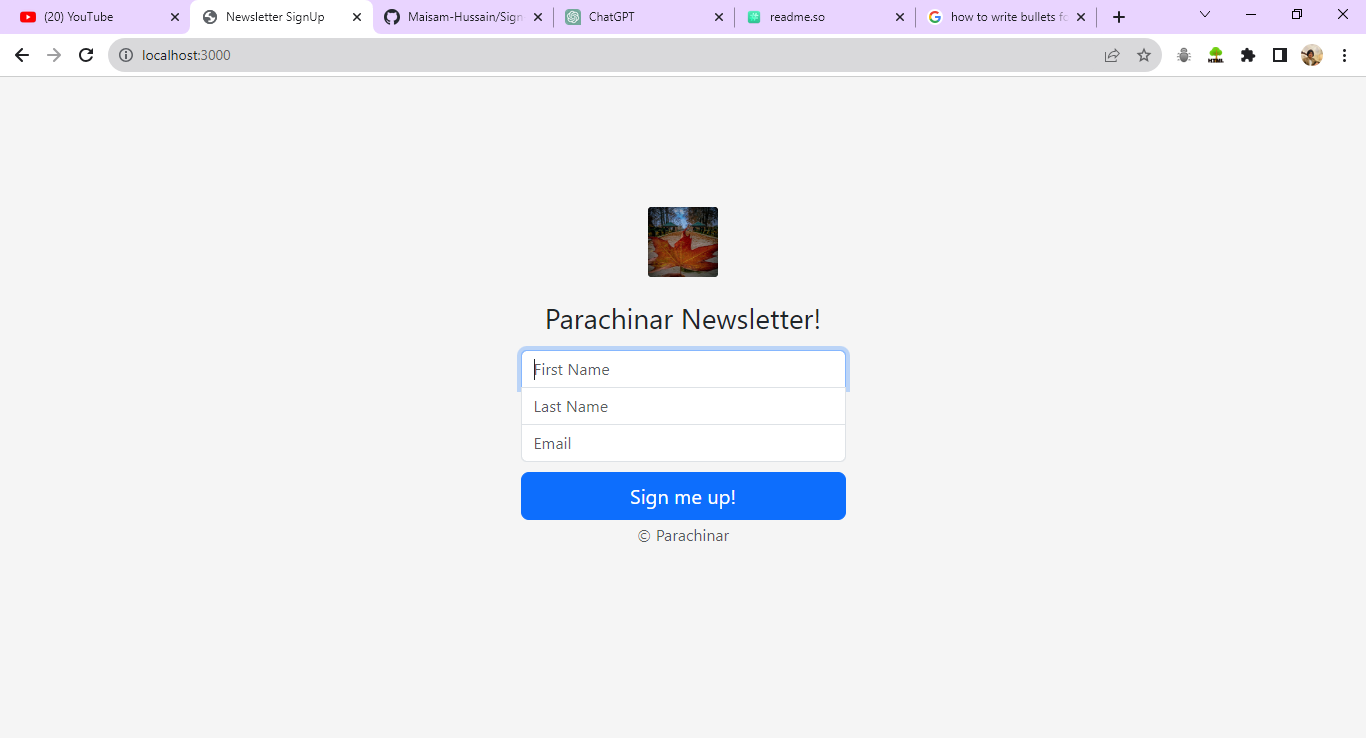 (20) YouTube
Newsletter SignUp
Maisam-Hussain/Sign
ChatGPT
readme.so
how to write bullets fo
localhost:3000
HTML
Parachinar Newsletter!
First Name
Last Name
Email
Sign me up!
© Parachinar